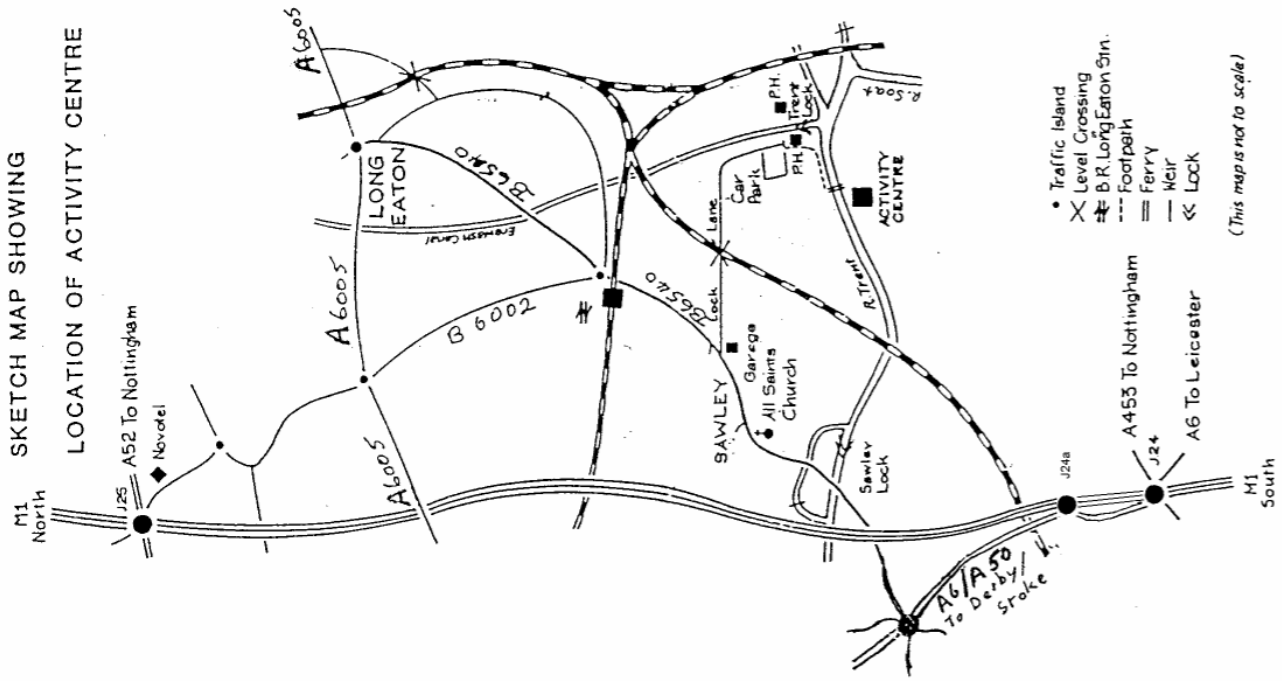 SKETCH MAP SHOWING
LOCATION OF ACTIVITY CENTRE
M1
North
J25
A52 To Nottingham
Novotel
A6005
A6005
A6005
LONG
EATON
B6540
B 6002
Erewash Canal
B6540
Lock Lane
Car
Park
P.H.
P.H.
Trent
Lock
R. Soar
SAWLEY
Garage
All Saints
Church
R. Trent
ACTIVITY
CENTRE
Sawley
Lock
A6/A50
To Derby/
Stoke
J24a
J24
A453 To Nottingham
A6 To Leicester
M1
South
Traffic Island
Level Crossing
B.R. Long Eaton Stn.
Footpath
Ferry
Weir
Lock
(This map is not to scale)